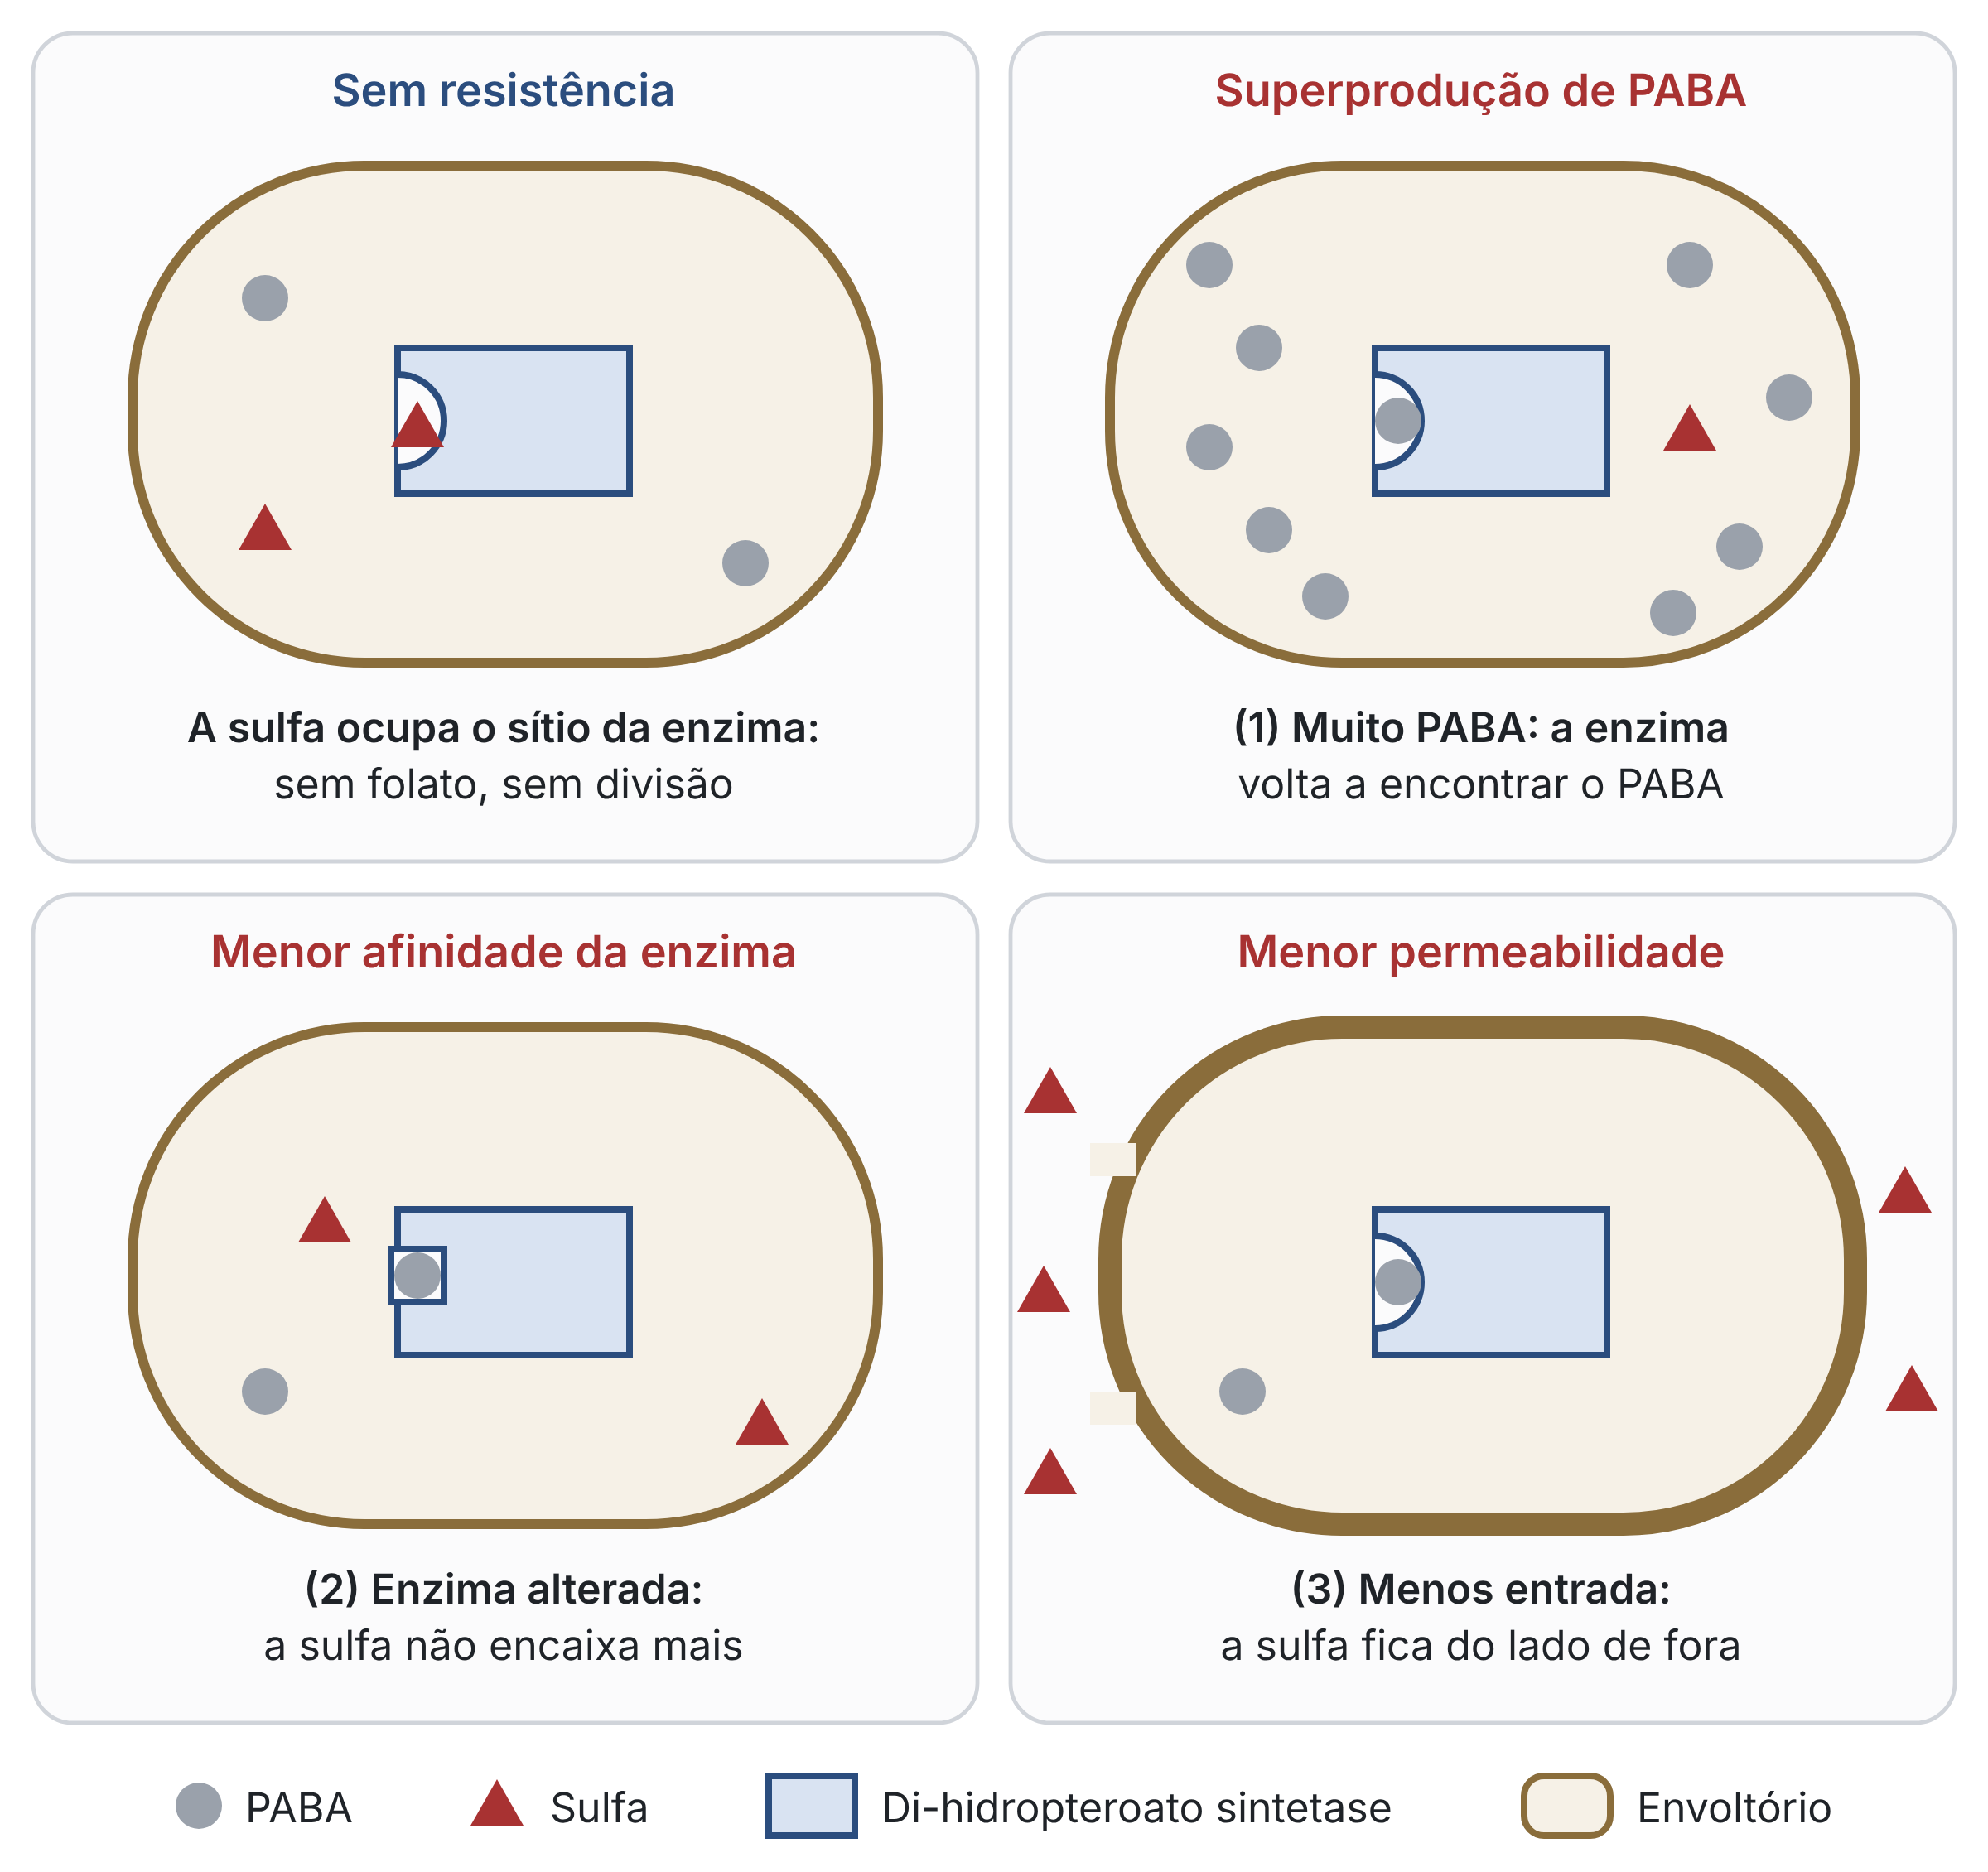 Sem resistência
A sulfa ocupa o sítio da enzima:
sem folato, sem divisão
Superprodução de PABA
(1) Muito PABA: a enzima
volta a encontrar o PABA
Menor afinidade da enzima
(2) Enzima alterada:
a sulfa não encaixa mais
Menor permeabilidade
(3) Menos entrada:
a sulfa fica do lado de fora
PABA
Sulfa
Di-hidropteroato sintetase
Envoltório